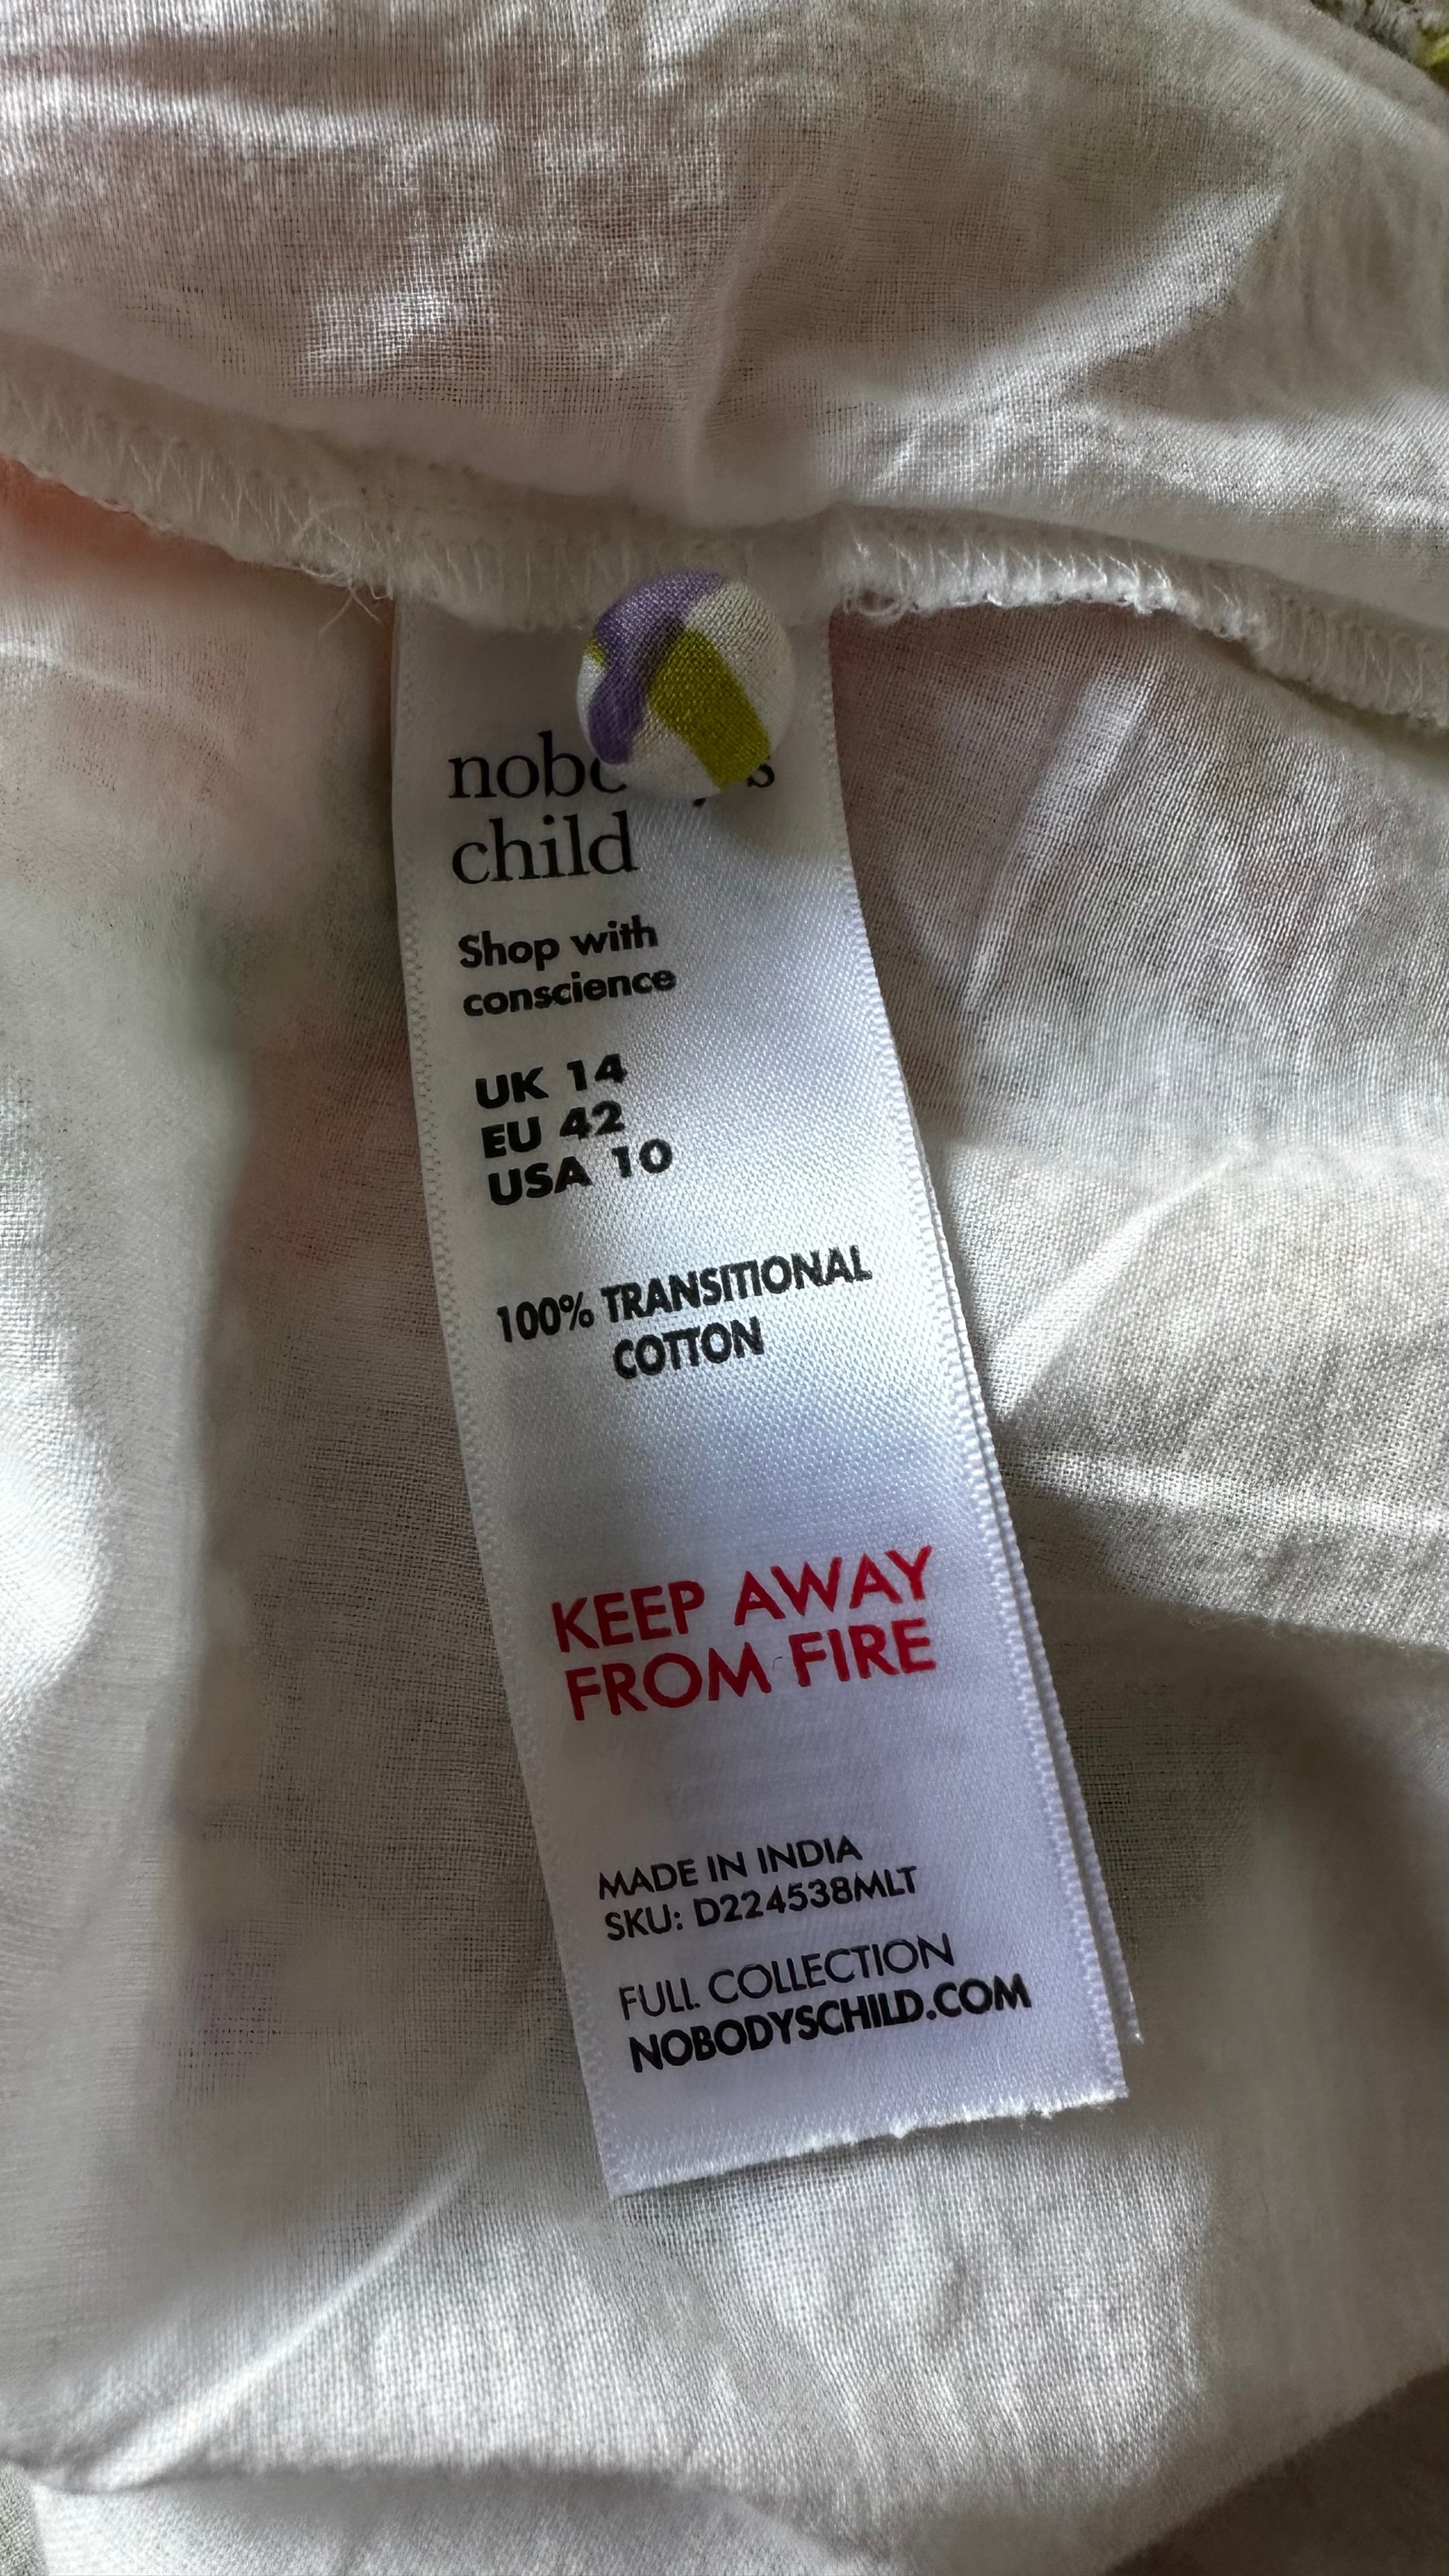 child
Shop with
conscience
UK 14
EU 42
USA 10
100% TRANSITIONAL
COTTON
KEEP AWAY
FROM FIRE
MADE IN INDIA
SKU: D224538MLT
FULL COLLECTION
NOBODYSCHILD.COM